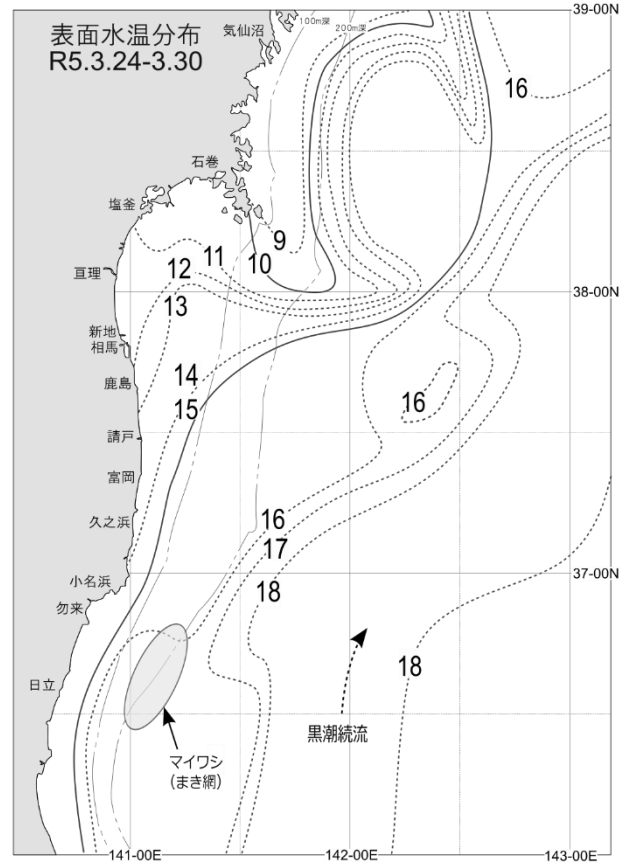 表面水温分布
R5.3.24-3.30
気仙沼
100m深
200m深
39-00N
16
石巻
塩釜
9
11
10
12
亘理
13
38-00N
新地
相馬
鹿島
14
16
15
請戸
富岡
16
久之浜
17
37-00N
小名浜
18
勿来
18
日立
黒潮続流
マイワシ
(まき網)
141-00E
142-00E
143-00E